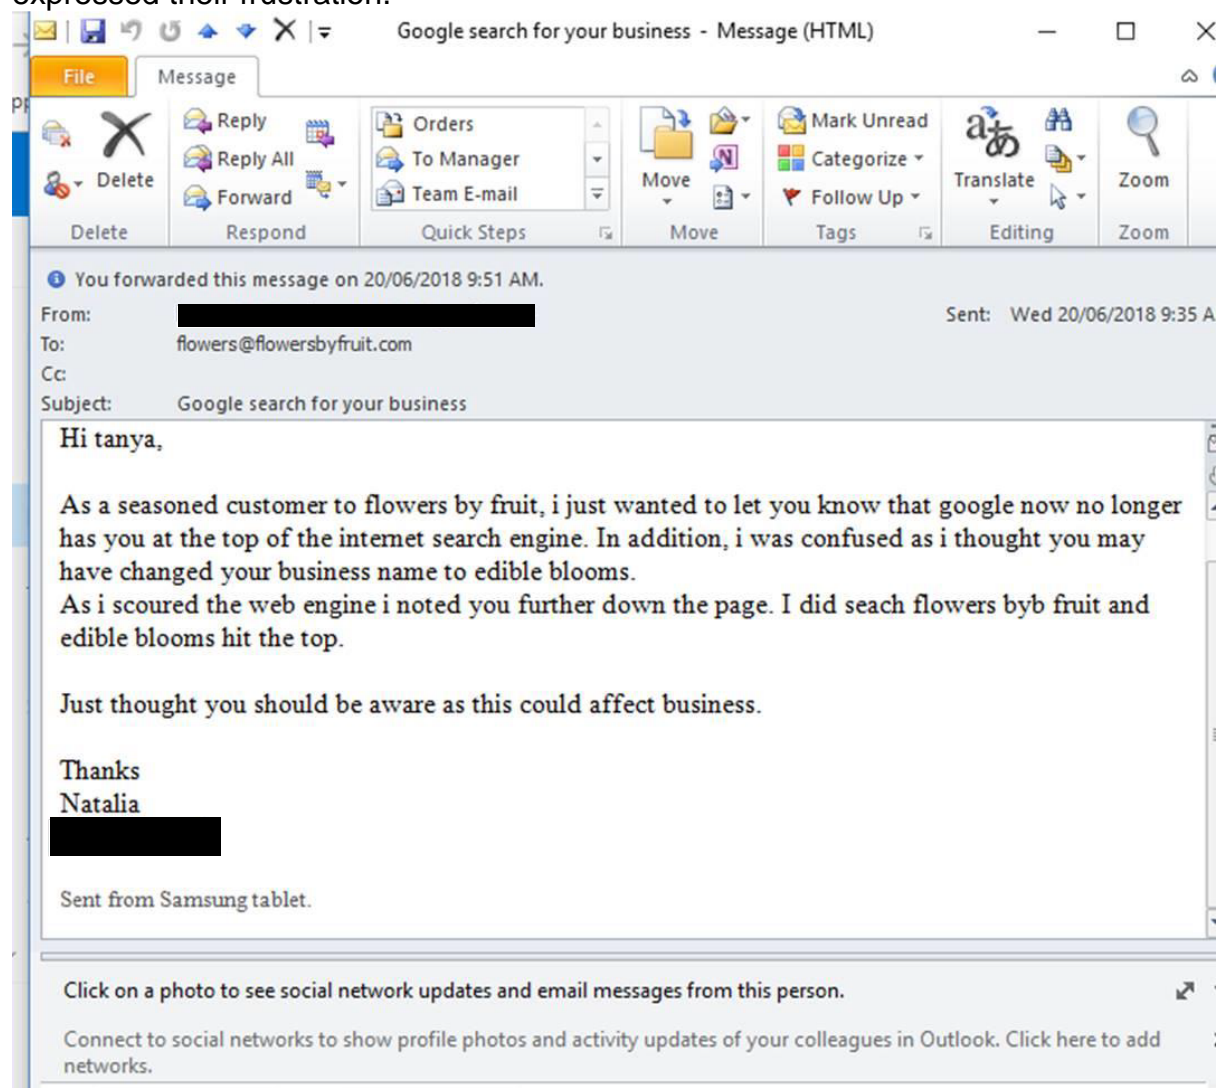 expressed their frustration.
Google search for your business - Message (HTML)
File Message
Delete
Reply
Reply All
Forward
Orders
To Manager
Team E-mail
Move
Mark Unread
Categorize
Follow Up
Translate
Zoom
Delete Respond Quick Steps Move Tags Editing Zoom
You forwarded this message on 20/06/2018 9:51 AM.
From: Sent: Wed 20/06/2018 9:35 A
To: flowers@flowersbyfruit.com
Cc:
Subject: Google search for your business
Hi tanya,
As a seasoned customer to flowers by fruit, i just wanted to let you know that google now no longer
has you at the top of the internet search engine. In addition, i was confused as i thought you may
have changed your business name to edible blooms.
As i scoured the web engine i noted you further down the page. I did seach flowers byb fruit and
edible blooms hit the top.
Just thought you should be aware as this could affect business.
Thanks
Natalia
Sent from Samsung tablet.
Click on a photo to see social network updates and email messages from this person.
Connect to social networks to show profile photos and activity updates of your colleagues in Outlook. Click here to add
networks.